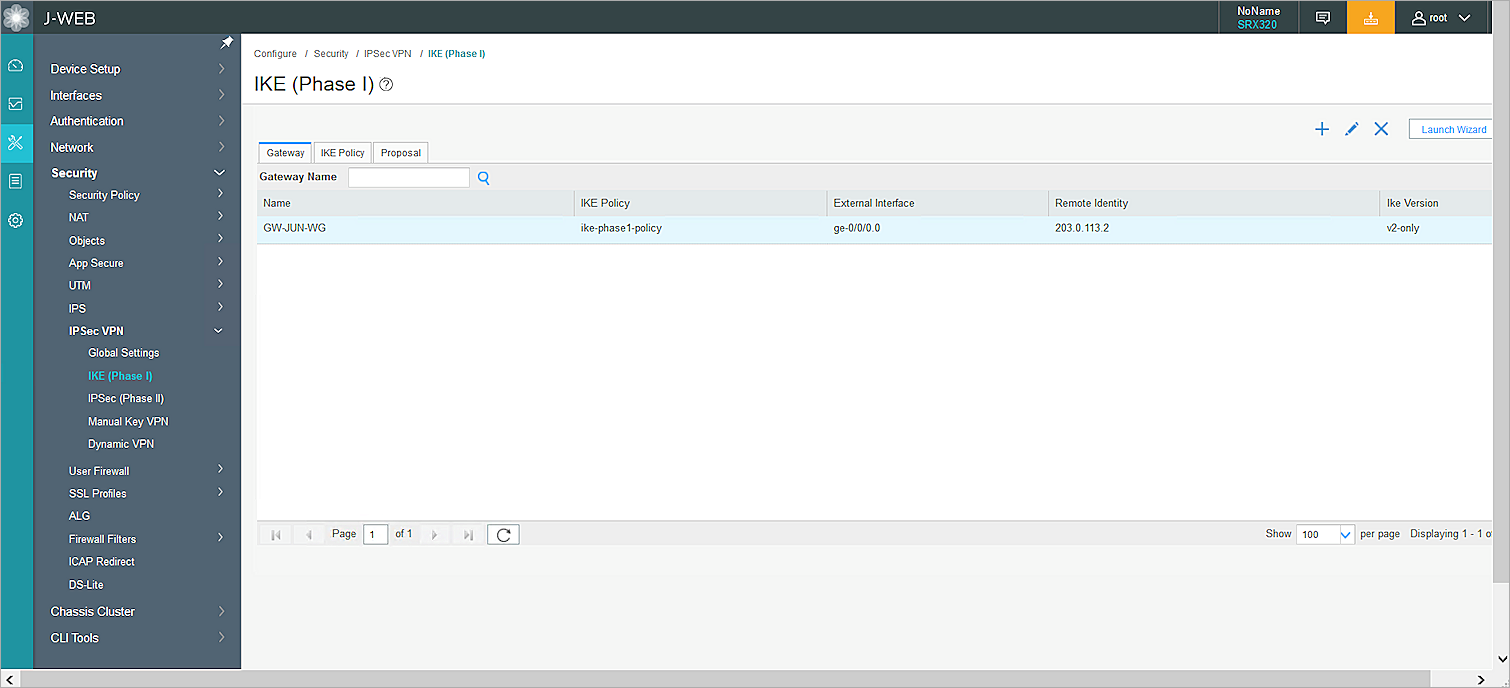 J-WEB
NoName
SRX320
root
Device Setup
Interfaces
Authentication
Network
Security
Security Policy
NAT
Objects
App Secure
UTM
IPS
IPSec VPN
Global Settings
IKE (Phase I)
IPSec (Phase II)
Manual Key VPN
Dynamic VPN
User Firewall
SSL Profiles
ALG
Firewall Filters
ICAP Redirect
DS-Lite
Chassis Cluster
CLI Tools
Configure / Security / IPSec VPN / IKE (Phase I)
IKE (Phase I) ?
Launch Wizard
Gateway IKE Policy Proposal
Gateway Name
Name IKE Policy External Interface Remote Identity Ike Version
GW-JUN-WG ike-phase1-policy ge-0/0/0.0 203.0.113.2 v2-only
Page 1 of 1 Show 100 per page Displaying 1 - 1